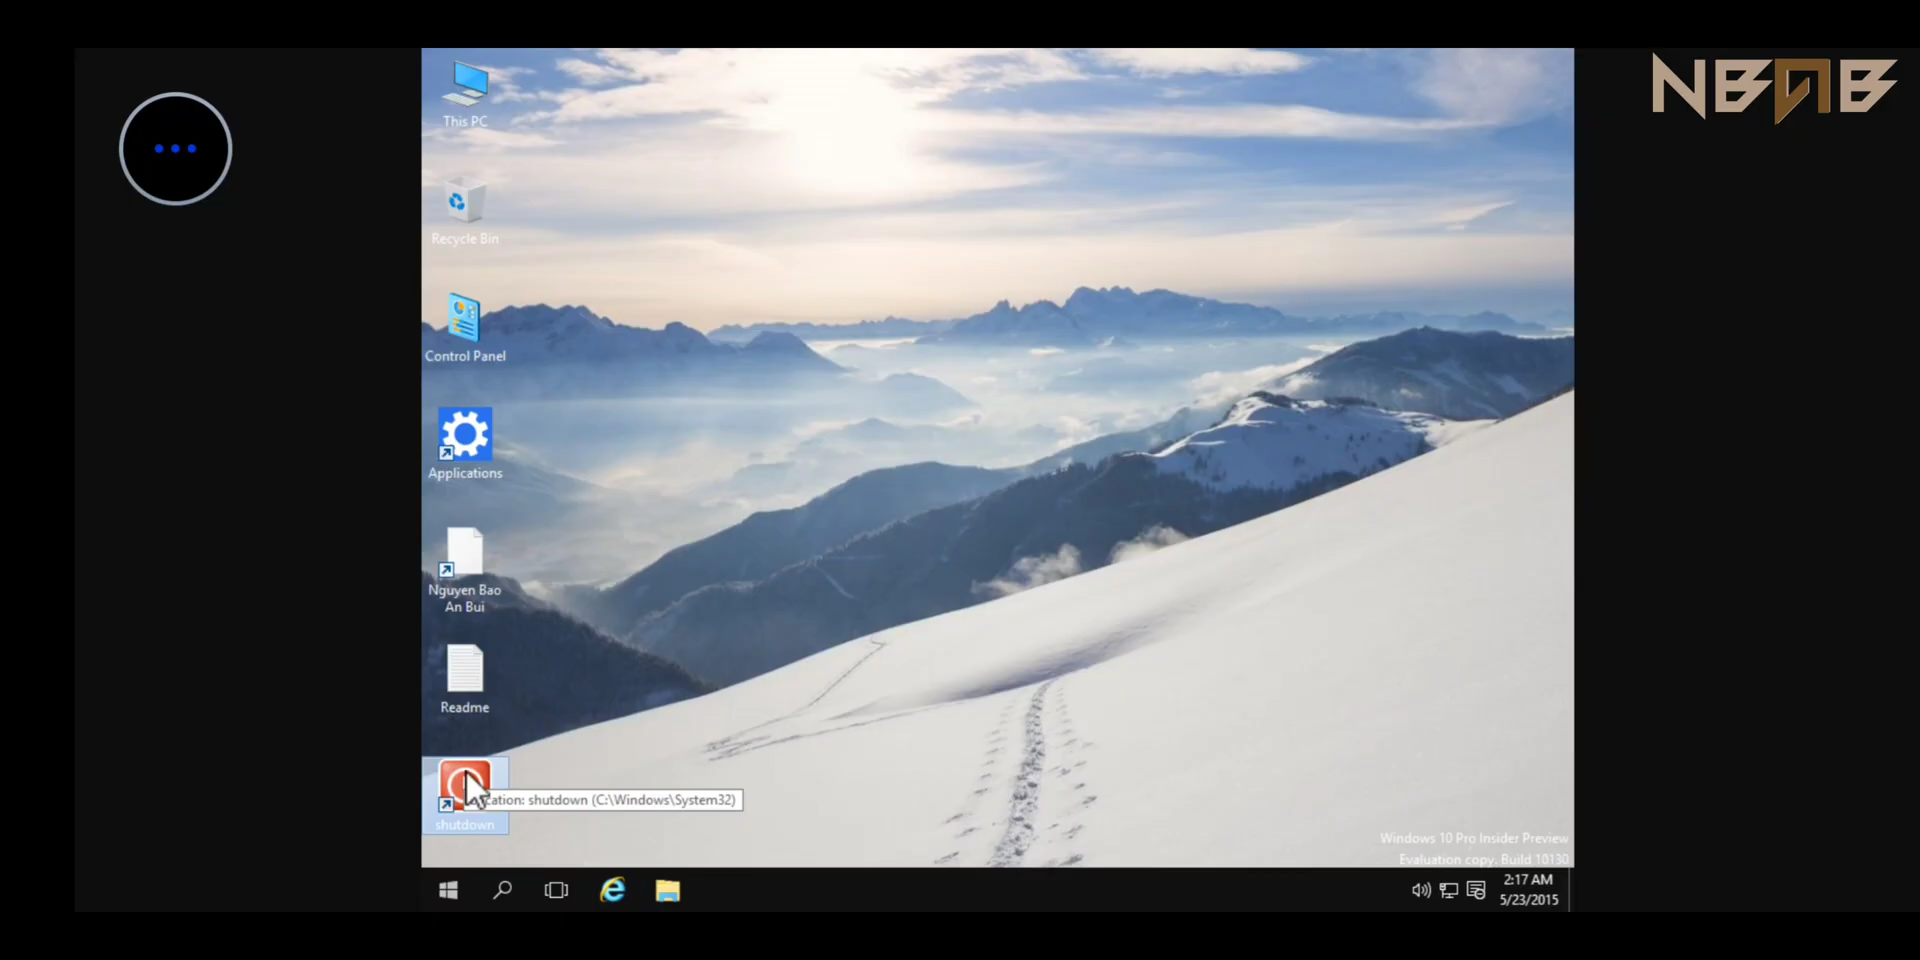 NBAB
This PC
Recycle Bin
Control Panel
Applications
Nguyen Bao
An Bui
Readme
cation: shutdown (C:\Windows\System32)
shutdown
Windows 10 Pro Insider Preview
Evaluation copy. Build 10130
2:17 AM
5/23/2015